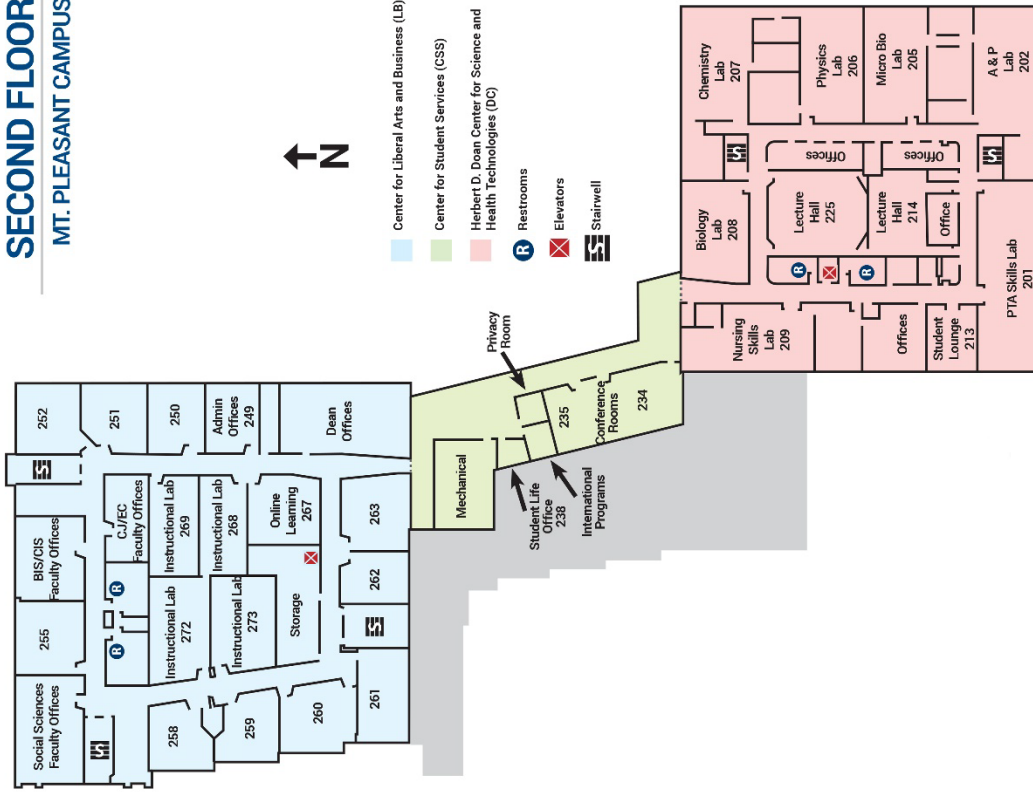 SECOND FLOOR
MT. PLEASANT CAMPUS
N
Center for Liberal Arts and Business (LB)
Center for Student Services (CSS)
Herbert D. Doan Center for Science and
Health Technologies (DC)
R Restrooms
Elevators
Stairwell
252
251
250
Admin
Offices
249
Dean
Offices
BIS/CIS
Faculty Offices
CJ/EC
Faculty Offices
255
Social Sciences
Faculty Offices
R
R
Instructional Lab
269
Instructional Lab
268
Online
Learning
267
Instructional Lab
272
Instructional Lab
273
Storage
263
262
261
260
259
258
Mechanical
Privacy
Room
235
Conference
Rooms
234
Student Life
Office
238
International
Programs
Chemistry
Lab
207
Physics
Lab
206
Micro Bio
Lab
205
A & P
Lab
202
Offices
Offices
Biology
Lab
208
Lecture
Hall
225
Lecture
Hall
214
Office
R
R
Nursing
Skills
Lab
209
Offices
Student
Lounge
213
PTA Skills Lab
201